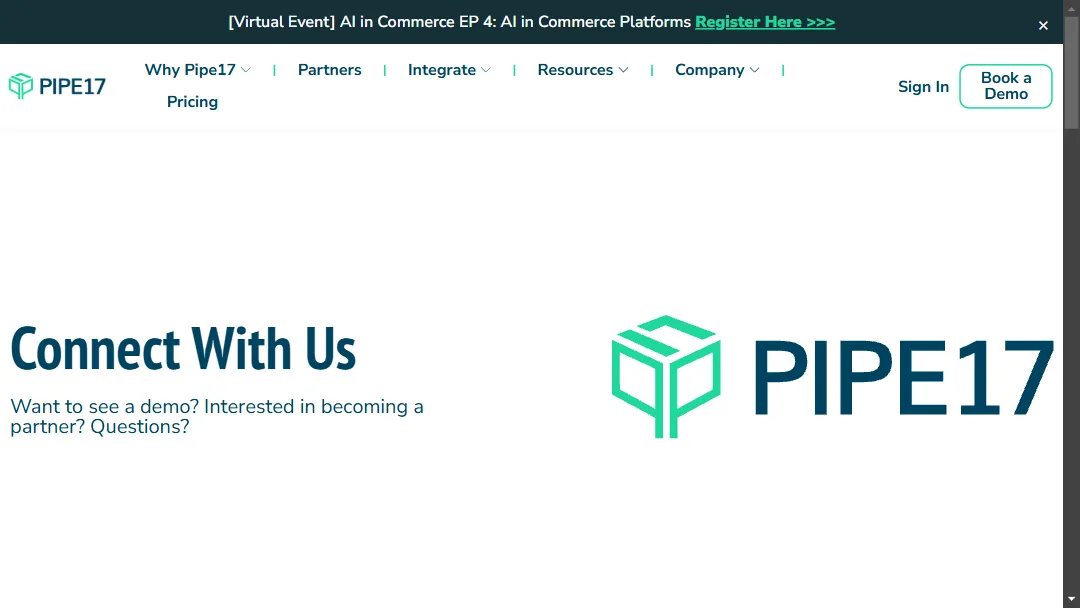 [Virtual Event] AI in Commerce EP 4: AI in Commerce Platforms Register Here >>>
×
PIPE17
Why Pipe17 | Partners | Integrate | Resources | Company |
Pricing
Sign In
Book a
Demo
Connect With Us
Want to see a demo? Interested in becoming a
partner? Questions?
PIPE17